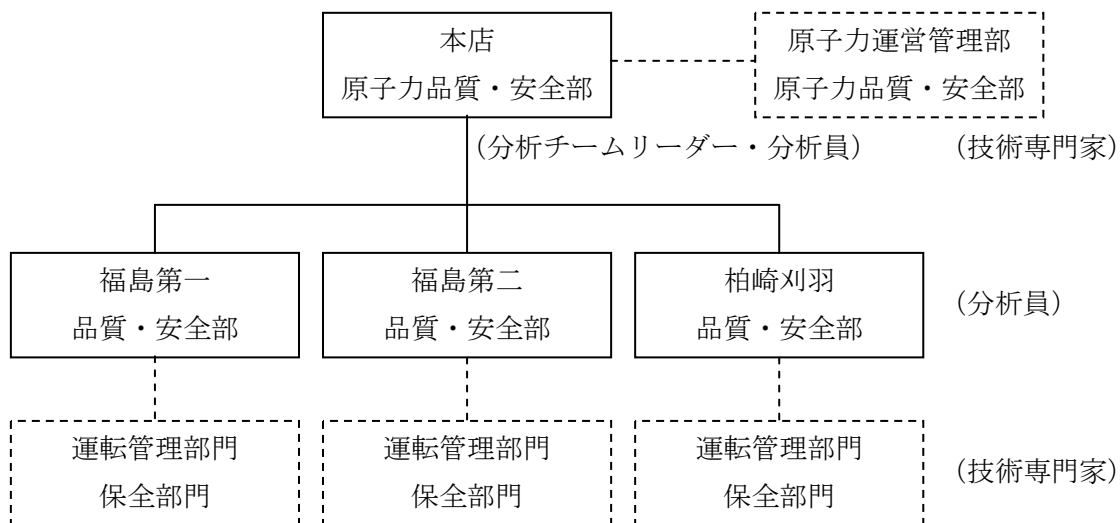 本店
原子力品質・安全部
原子力運営管理部
原子力品質・安全部
(分析チームリーダー・分析員)
(技術専門家)
福島第一
品質・安全部
福島第二
品質・安全部
柏崎刈羽
品質・安全部
(分析員)
運転管理部門
保全部門
運転管理部門
保全部門
運転管理部門
保全部門
(技術専門家)